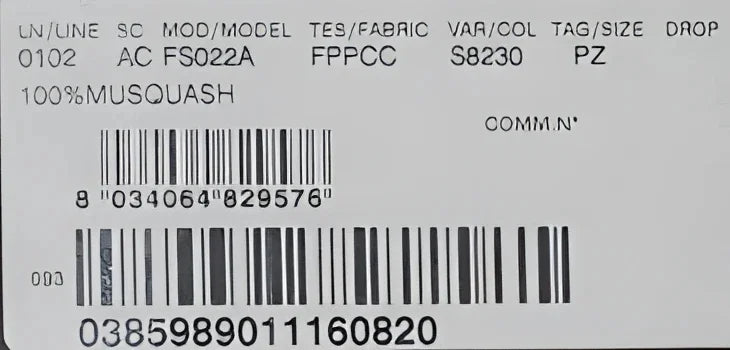 LN/LINE SC MOD/MODEL TES/FABRIC VAR/COL TAG/SIZE DROP
0102 AC FS022A FPPCC S8230 PZ
100%MUSQUASH
COMM.N°
8 034064 829576
003
0385989011160820